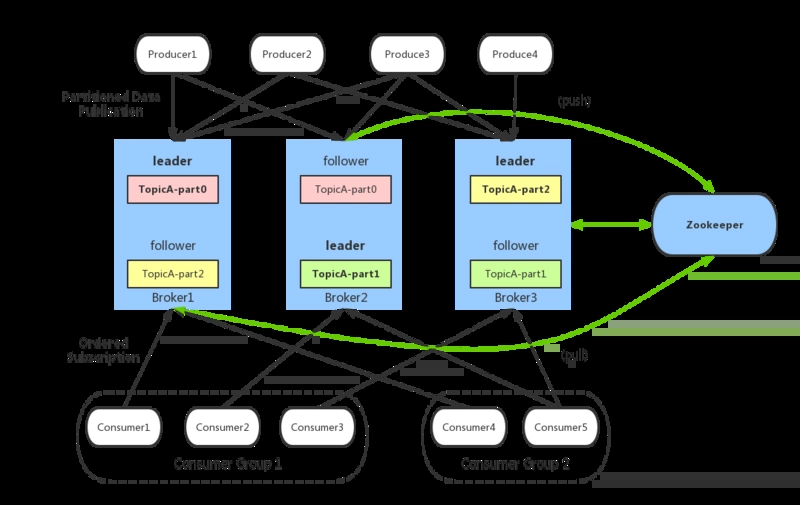 Producer1
Producer2
Produce3
Produce4
Partitioned Data
Publication
(push)
leader
TopicA-part0
follower
TopicA-part2
Broker1
follower
TopicA-part0
leader
TopicA-part1
Broker2
leader
TopicA-part2
follower
TopicA-part1
Broker3
Zookeeper
Ordered
Subscription
(pull)
Consumer1
Consumer2
Consumer3
Consumer Group 1
Consumer4
Consumer5
Consumer Group 2